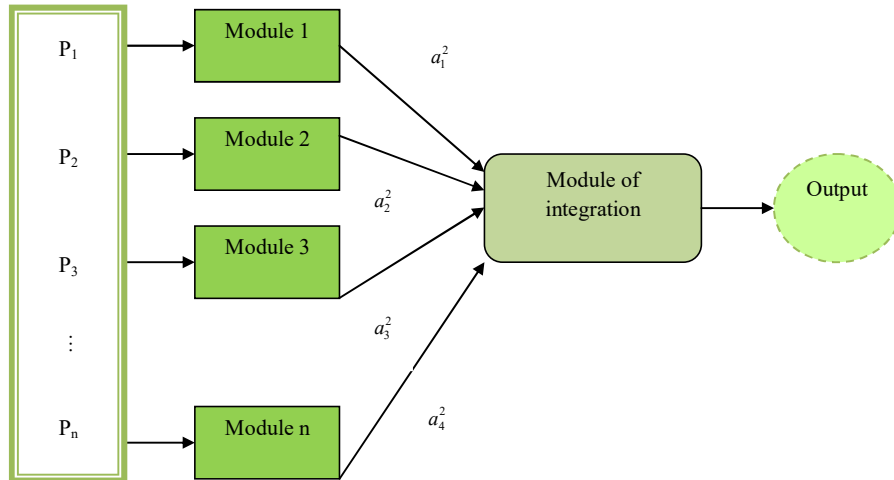 P₁
Module 1
a₁²
P₂
Module 2
a₂²
Module of
integration
Output
P₃
Module 3
a₃²
⋮
Pₙ
Module n
a₄²